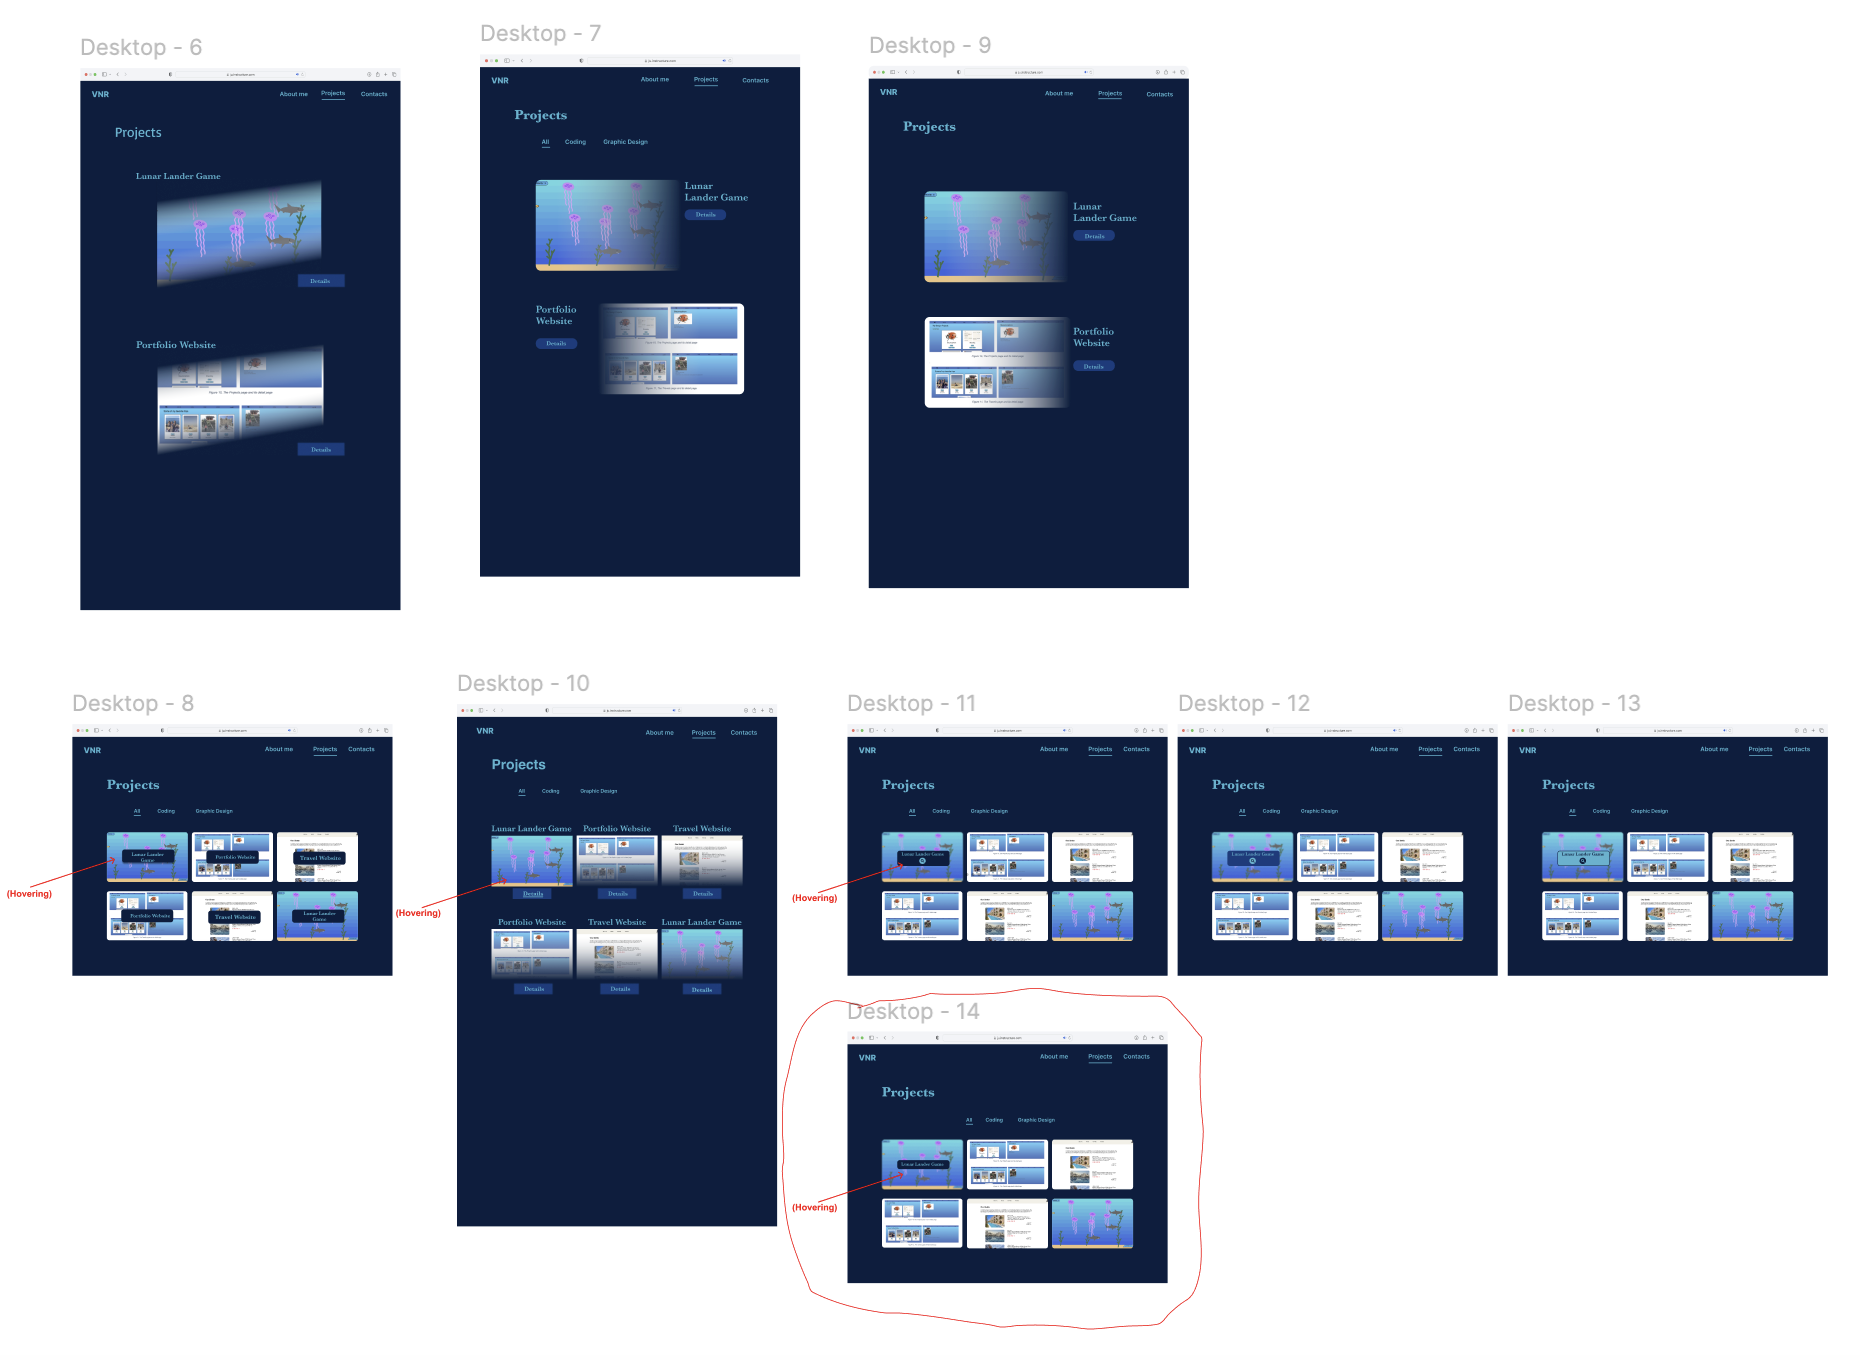 Desktop - 6
VNR
About me
Projects
Contacts
Projects
Lunar Lander Game
Details
Portfolio Website
Details
Desktop - 7
VNR
About me
Projects
Contacts
Projects
All
Coding
Graphic Design
Lunar
Lander Game
Details
Portfolio
Website
Details
Desktop - 9
VNR
About me
Projects
Contacts
Projects
Lunar
Lander Game
Details
Portfolio
Website
Details
Desktop - 8
VNR
About me
Projects
Contacts
Projects
All
Coding
Graphic Design
Lunar Lander
Game
Portfolio Website
Travel Website
(Hovering)
Portfolio Website
Travel Website
Lunar Lander
Game
Desktop - 10
VNR
About me
Projects
Contacts
Projects
All
Coding
Graphic Design
Lunar Lander Game
Portfolio Website
Travel Website
Details
Details
Details
(Hovering)
Portfolio Website
Travel Website
Lunar Lander Game
Details
Details
Details
Desktop - 11
VNR
About me
Projects
Contacts
Projects
All
Coding
Graphic Design
Lunar Lander Game
(Hovering)
Desktop - 12
VNR
About me
Projects
Contacts
Projects
All
Coding
Graphic Design
Lunar Lander Game
Desktop - 13
VNR
About me
Projects
Contacts
Projects
All
Coding
Graphic Design
Lunar Lander Game
Desktop - 14
VNR
About me
Projects
Contacts
Projects
All
Coding
Graphic Design
Lunar Lander Game
(Hovering)